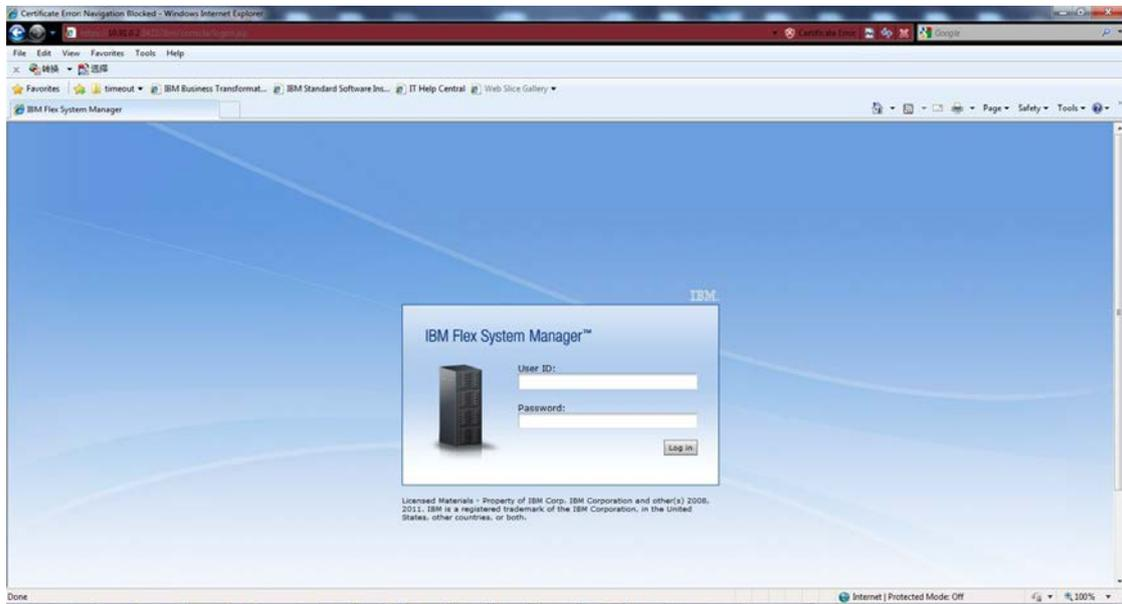 Certificate Error: Navigation Blocked - Windows Internet Explorer
Certificate Error
Google
File Edit View Favorites Tools Help
x 轉換 選擇
Favorites timeout IBM Business Transformat... IBM Standard Software Ins... IT Help Central Web Slice Gallery
IBM Flex System Manager
Page Safety Tools
IBM
IBM Flex System Manager™
User ID:
Password:
Log in
Licensed Materials - Property of IBM Corp. IBM Corporation and other(s) 2008,
2011. IBM is a registered trademark of the IBM Corporation, in the United
States, other countries, or both.
Done
Internet | Protected Mode: Off
100%